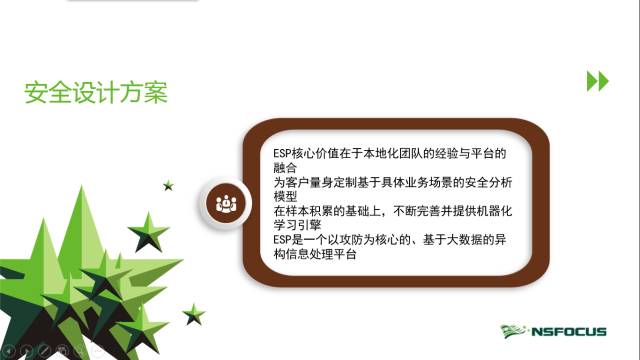 安全设计方案
ESP核心价值在于本地化团队的经验与平台的
融合
为客户量身定制基于具体业务场景的安全分析
模型
在样本积累的基础上，不断完善并提供机器化
学习引擎
ESP是一个以攻防为核心的、基于大数据的异
构信息处理平台
NSFOCUS